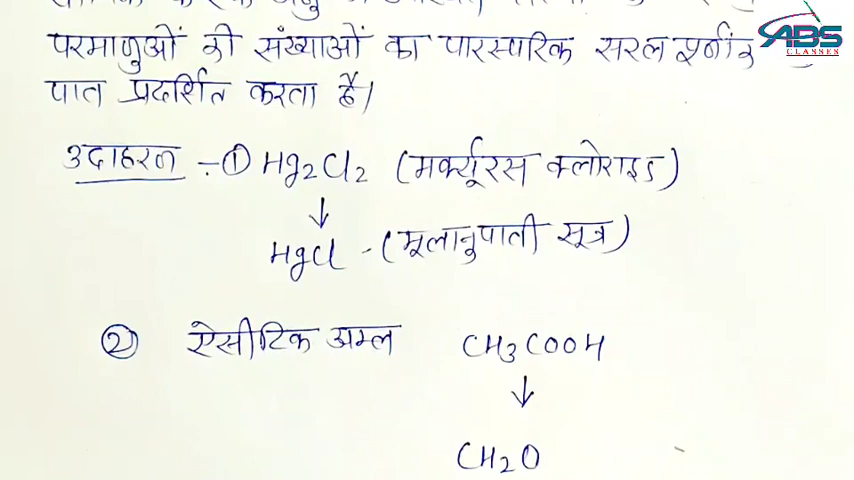 परमाणुओं की संख्याओं का पारस्परिक सरल पूर्णांक
पात प्रदर्शित करता है।
ABS
CLASSES
उदाहरण :- ① Hg₂Cl₂ (मर्क्यूरस क्लोराइड)
↓
HgCl - (मूलानुपाती सूत्र)
② ऐसीटिक अम्ल CH₃COOH
↓
CH₂O